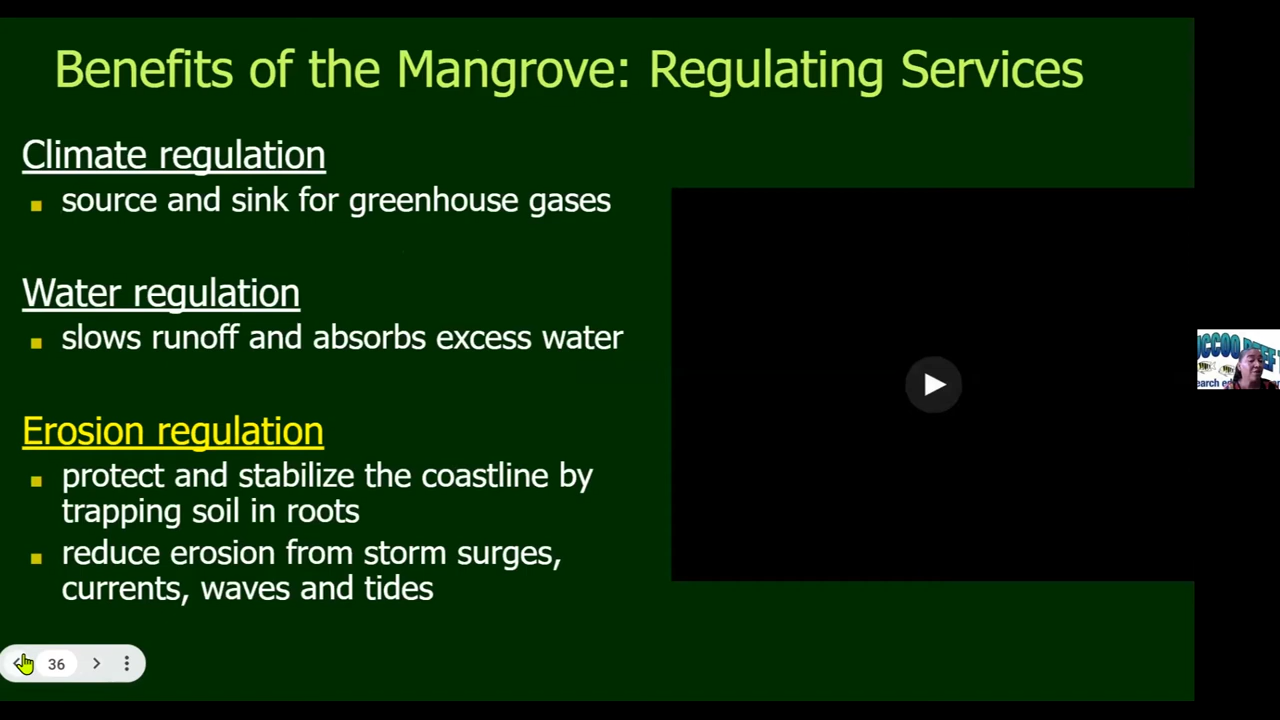 Benefits of the Mangrove: Regulating Services
Climate regulation
source and sink for greenhouse gases
Water regulation
slows runoff and absorbs excess water
Erosion regulation
protect and stabilize the coastline by
trapping soil in roots
reduce erosion from storm surges,
currents, waves and tides
36